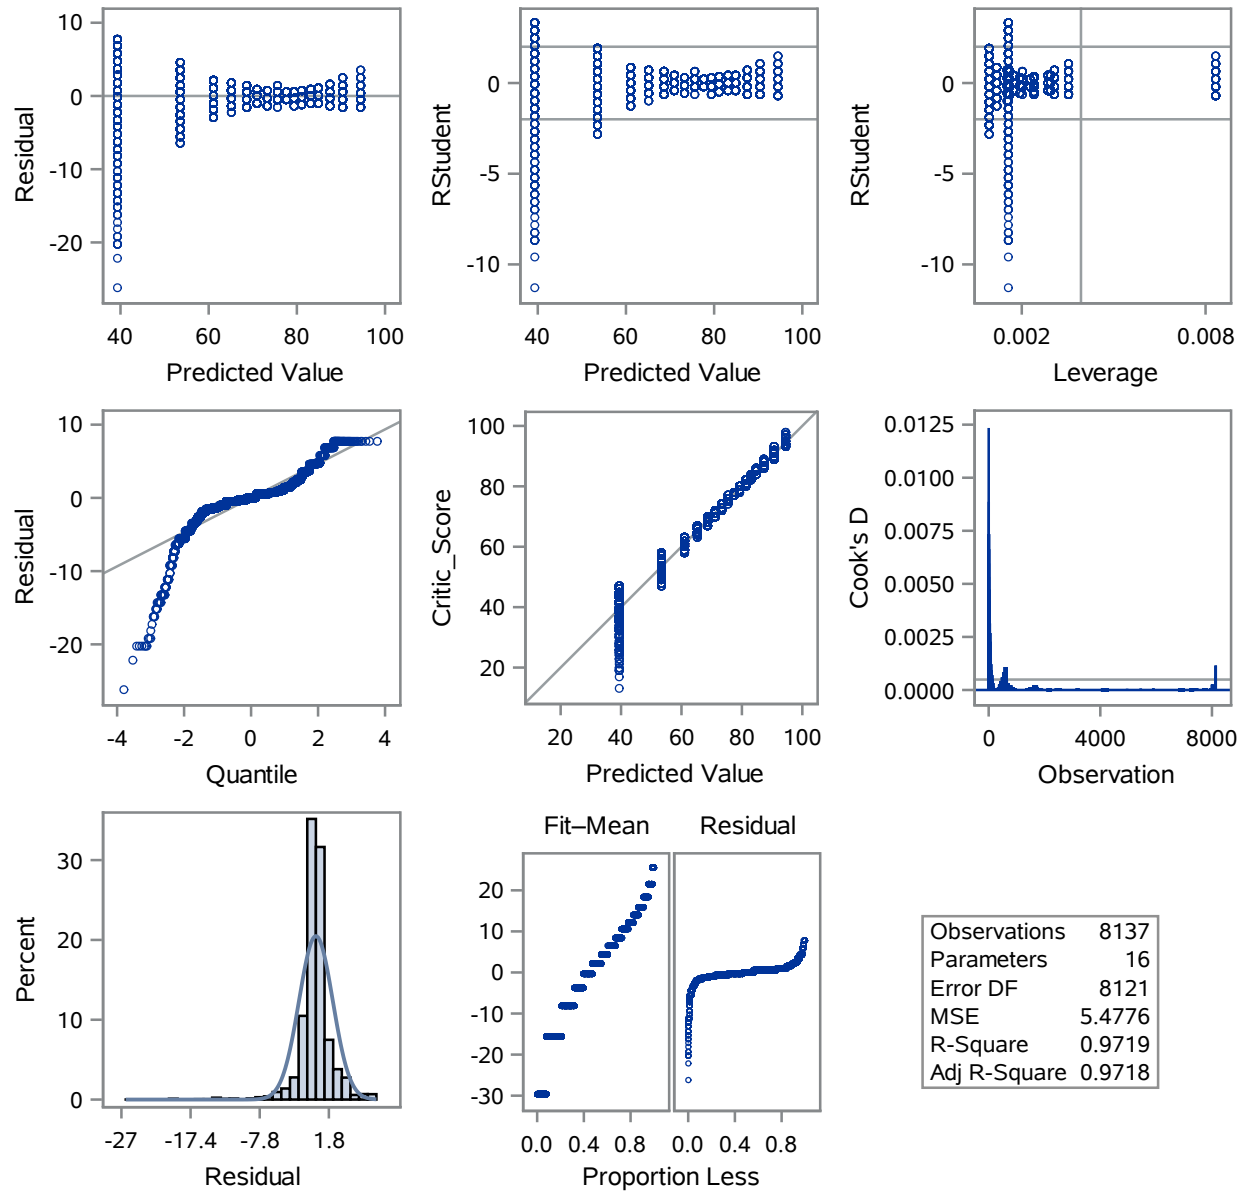 10
0
-10
-20
Residual
40 60 80 100
Predicted Value
0
-5
-10
RStudent
40 60 80 100
Predicted Value
0
-5
-10
RStudent
0.002 0.008
Leverage
10
0
-10
-20
Residual
-4 -2 0 2 4
Quantile
100
80
60
40
20
Critic_Score
20 40 60 80 100
Predicted Value
0.0125
0.0100
0.0075
0.0050
0.0025
0.0000
Cook's D
0 4000 8000
Observation
30
20
10
0
Percent
-27 -17.4 -7.8 1.8
Residual
Fit–Mean Residual
20
10
0
-10
-20
-30
0.0 0.4 0.8 0.0 0.4 0.8
Proportion Less
Observations 8137
Parameters 16
Error DF 8121
MSE 5.4776
R-Square 0.9719
Adj R-Square 0.9718